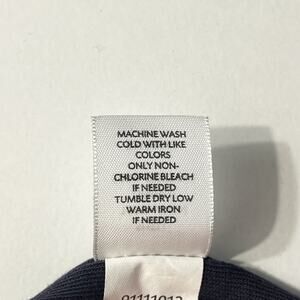 MACHINE WASH
COLD WITH LIKE
COLORS
ONLY NON-
CHLORINE BLEACH
IF NEEDED
TUMBLE DRY LOW
WARM IRON
IF NEEDED